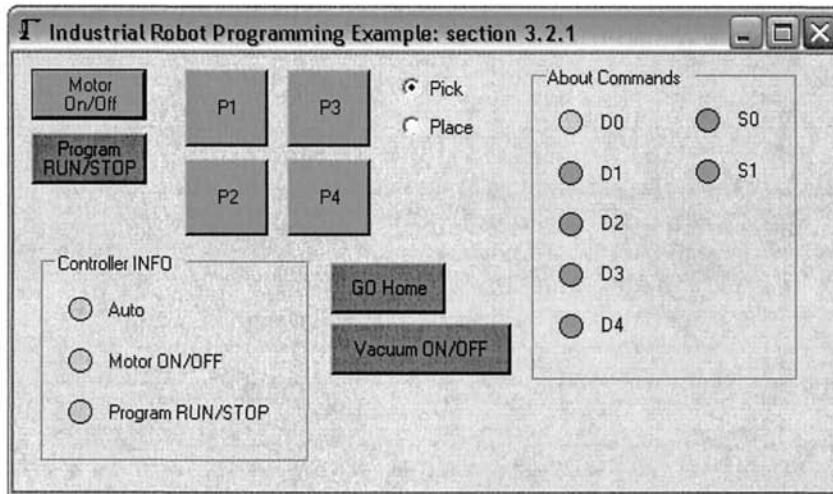 Industrial Robot Programming Example: section 3.2.1
Motor
On/Off
Program
RUN/STOP
P1
P3
P2
P4
Pick
Place
About Commands
D0
S0
D1
S1
D2
D3
D4
Controller INFO
Auto
Motor ON/OFF
Program RUN/STOP
GO Home
Vacuum ON/OFF